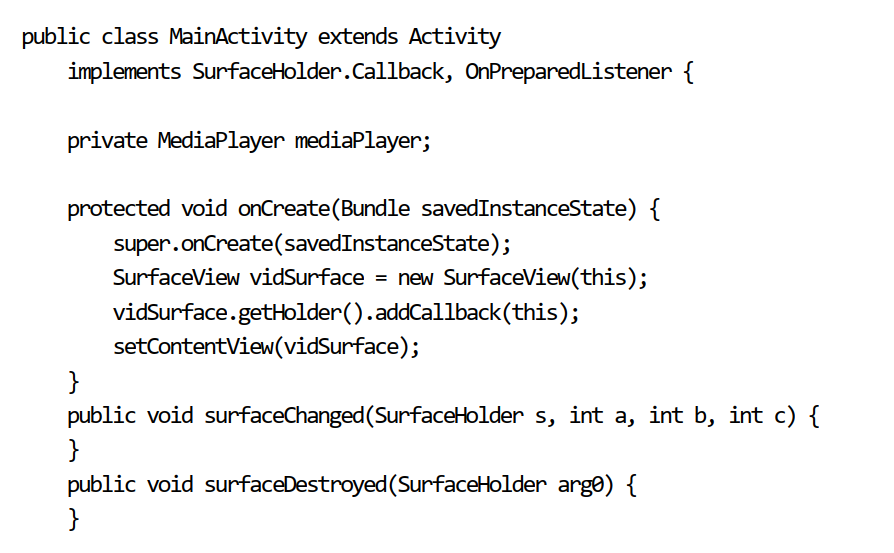 public class MainActivity extends Activity
implements SurfaceHolder.Callback, OnPreparedListener {
private MediaPlayer mediaPlayer;
protected void onCreate(Bundle savedInstanceState) {
super.onCreate(savedInstanceState);
SurfaceView vidSurface = new SurfaceView(this);
vidSurface.getHolder().addCallback(this);
setContentView(vidSurface);
}
public void surfaceChanged(SurfaceHolder s, int a, int b, int c) {
}
public void surfaceDestroyed(SurfaceHolder arg0) {
}